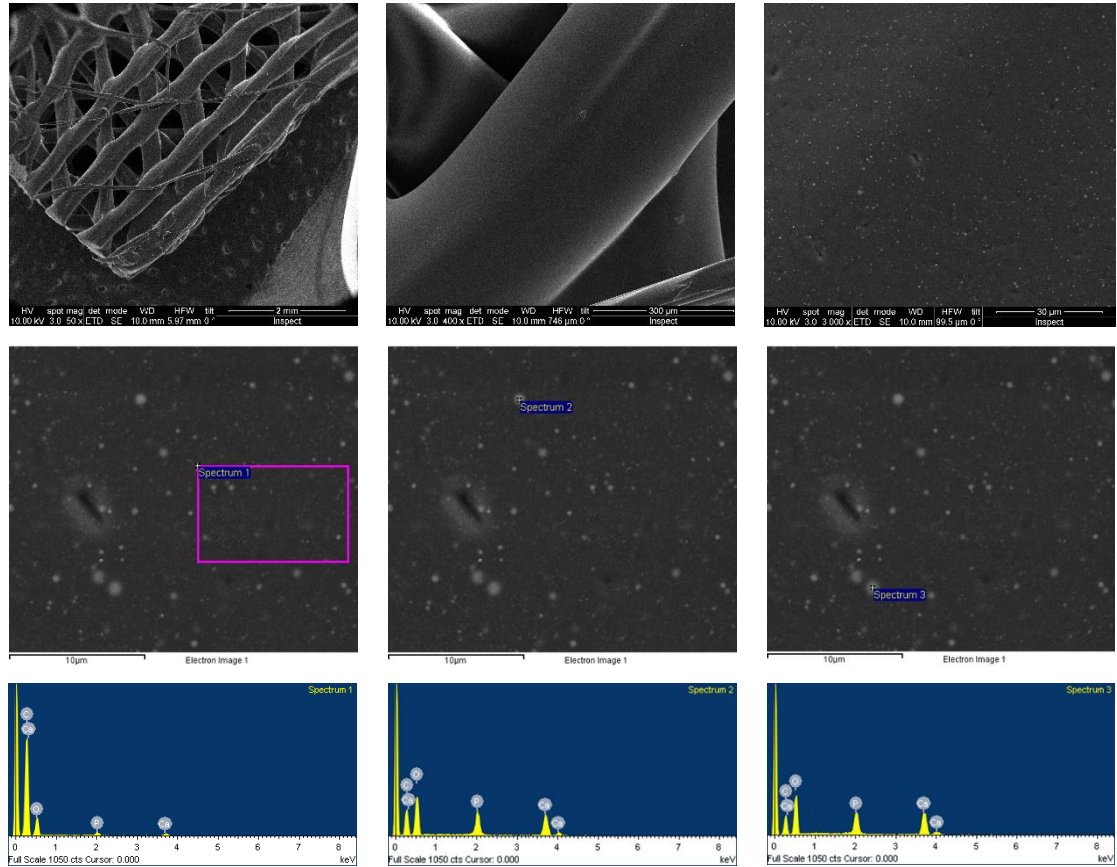 HV spot mag det mode WD HFW tilt 2 mm
10.00 kV 3.0 50 x ETD SE 10.0 mm 5.97 mm 0 ° Inspect
HV spot mag det mode WD HFW tilt 300 µm
10.00 kV 3.0 400 x ETD SE 10.0 mm 746 µm 0 ° Inspect
HV spot mag det mode WD HFW tilt 30 µm
10.00 kV 3.0 3 000 x ETD SE 10.0 mm 99.5 µm 0 ° Inspect
Spectrum 1
10µm Electron Image 1
Spectrum 2
10µm Electron Image 1
Spectrum 3
10µm Electron Image 1
Spectrum 1
C
Ca
O
P
Ca
0 1 2 3 4 5 6 7 8
Full Scale 1050 cts Cursor: 0.000 keV
Spectrum 2
O
C
Ca
P
Ca
Ca
0 1 2 3 4 5 6 7 8
Full Scale 1050 cts Cursor: 0.000 keV
Spectrum 3
O
C
Ca
P
Ca
Ca
0 1 2 3 4 5 6 7 8
Full Scale 1050 cts Cursor: 0.000 keV